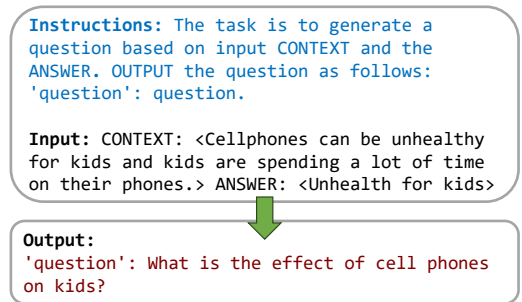 Instructions: The task is to generate a
question based on input CONTEXT and the
ANSWER. OUTPUT the question as follows:
'question': question.
Input: CONTEXT: <Cellphones can be unhealthy
for kids and kids are spending a lot of time
on their phones.> ANSWER: <Unhealth for kids>
Output:
'question': What is the effect of cell phones
on kids?